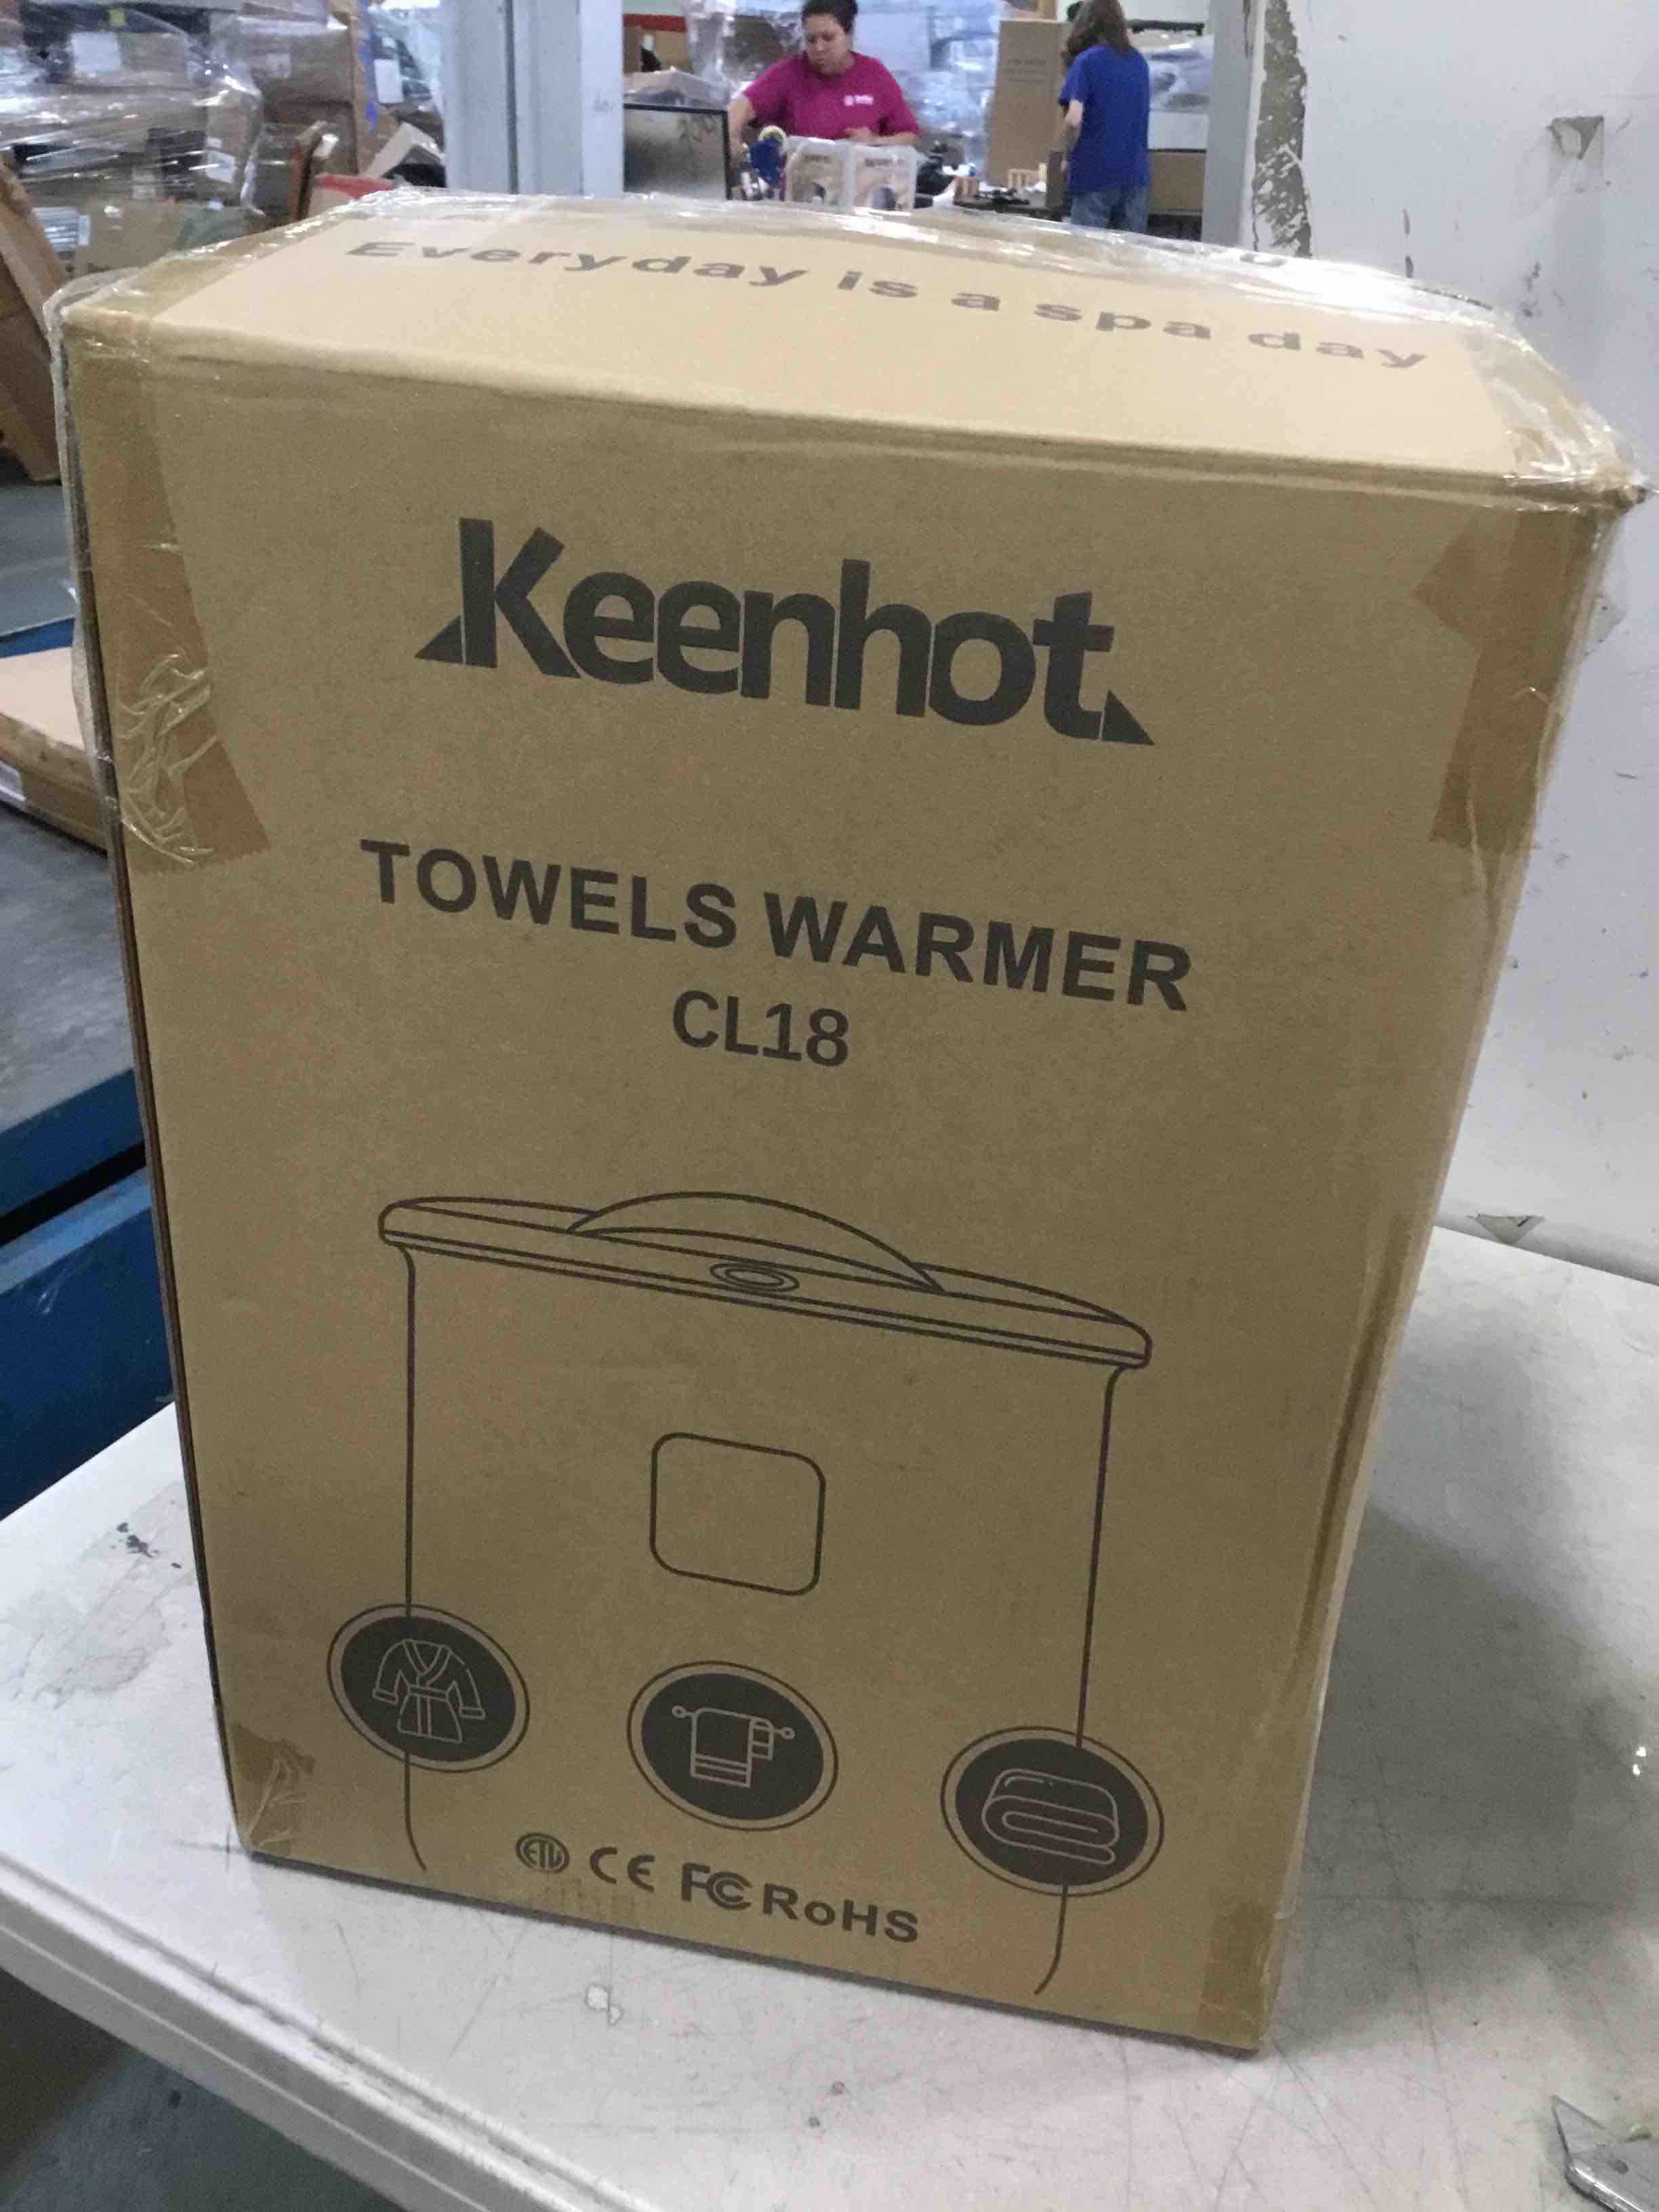 Everyday is a spa day
Keenhot
TOWELS WARMER
CL18
ETL CE FC RoHS